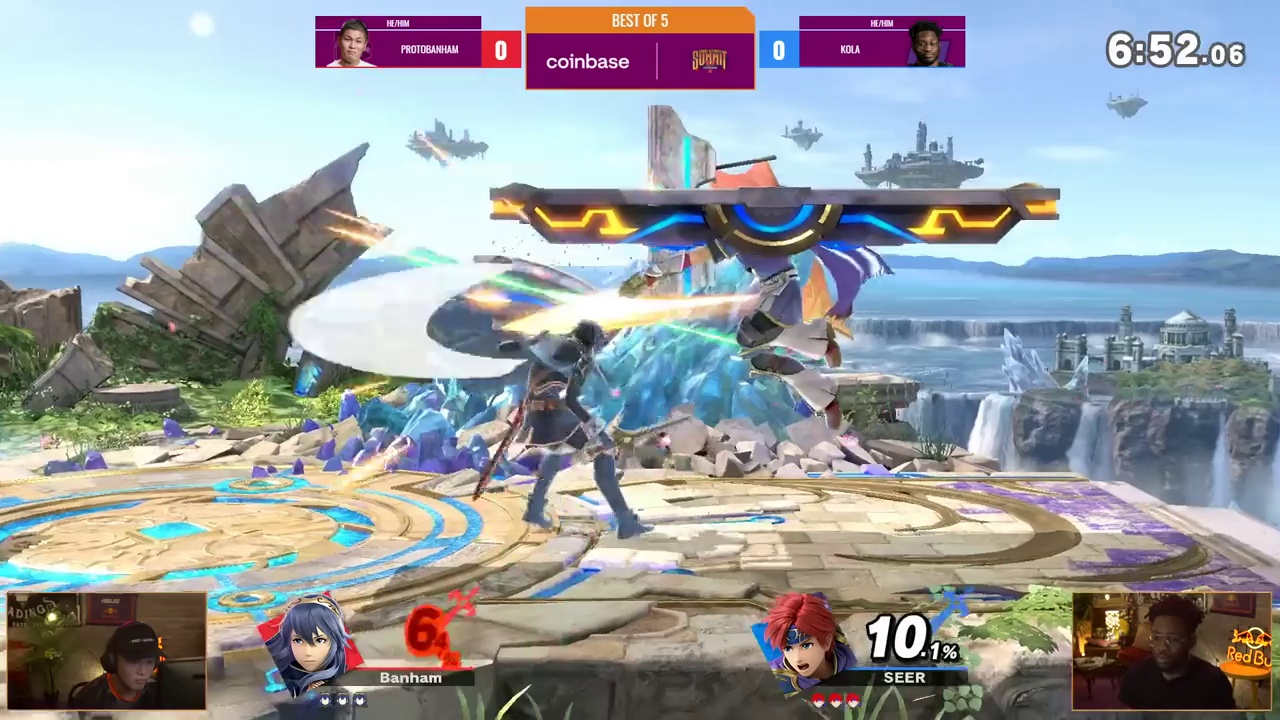 HE/HIM
PROTOBANHAM
0
BEST OF 5
coinbase
SUMMIT
HE/HIM
0
KOLA
6:52.06
Banham
10.1%
SEER
Red Bu